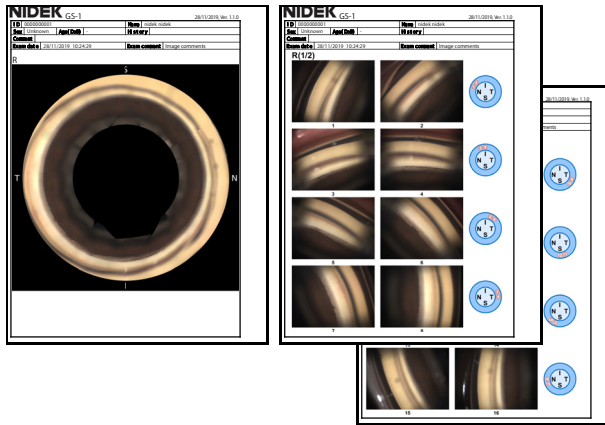 NIDEK GS-1
28/11/2019, Ver. 1.1.0
ID 0000000001 Name nidek nidek
Sex Unknown Age(DoB) - History
Comment
Exam date 28/11/2019 10:24:29 Exam comment Image comments
R
S
T N
I
NIDEK GS-1
28/11/2019, Ver. 1.1.0
ID 0000000001 Name nidek nidek
Sex Unknown Age(DoB) - History
Comment
Exam date 28/11/2019 10:24:29 Exam comment Image comments
R(1/2)
I
N T
S
1 2
I
N T
S
3 4
I
N T
S
5 6
I
N T
S
7 8
28/11/2019, Ver. 1.1.0
ments
I
N T
S
I
N T
S
I
N T
S
I
N T
S
15 16